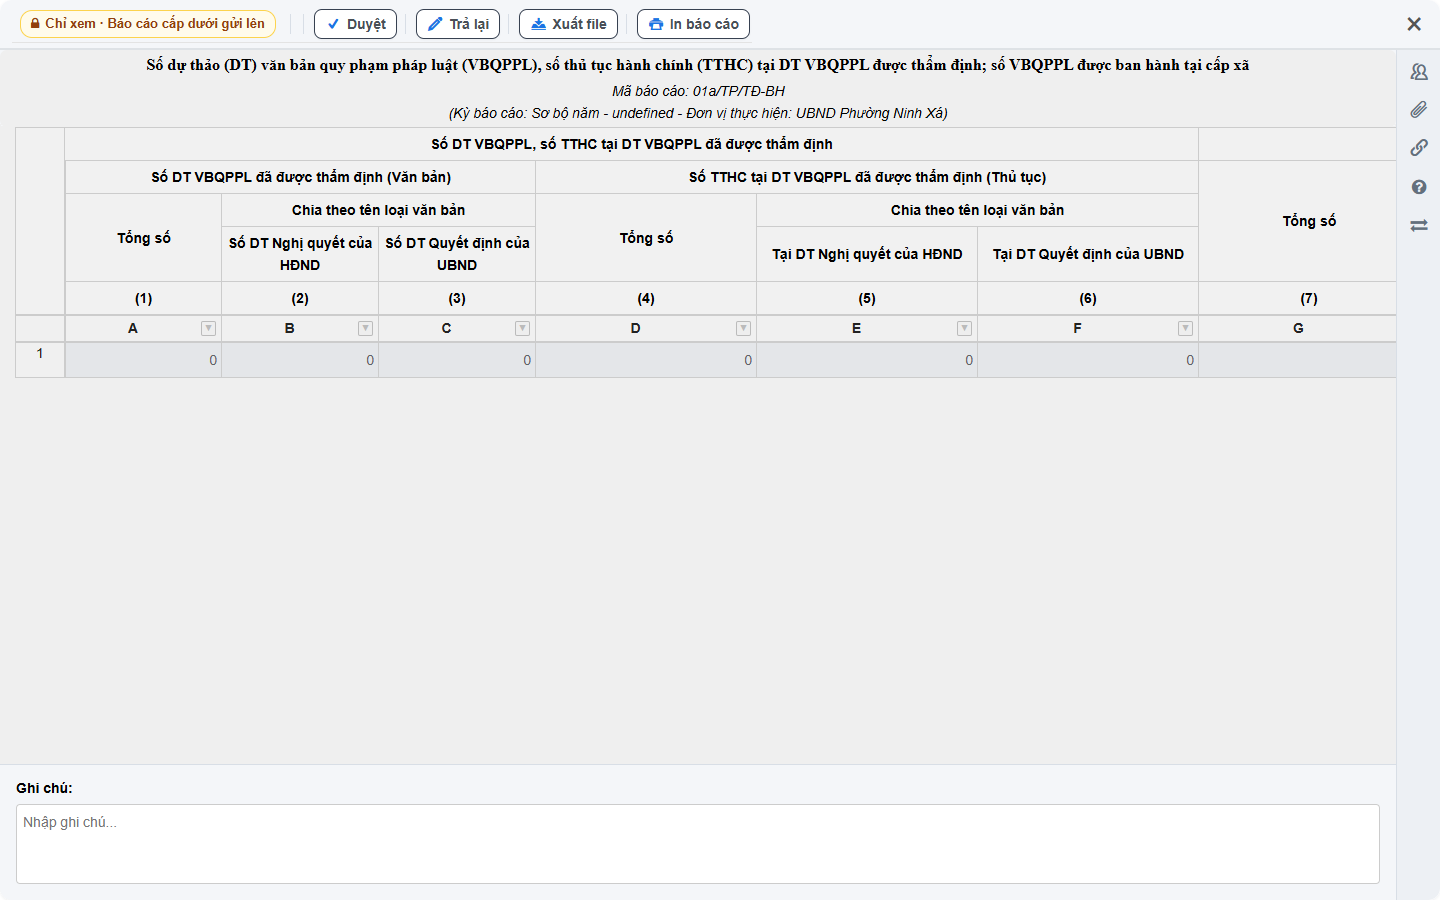 Chỉ xem · Báo cáo cấp dưới gửi lên
Duyệt
Trả lại
Xuất file
In báo cáo
Số dự thảo (DT) văn bản quy phạm pháp luật (VBQPPL), số thủ tục hành chính (TTHC) tại DT VBQPPL được thẩm định; số VBQPPL được ban hành tại cấp xã
Mã báo cáo: 01a/TP/TĐ-BH
(Kỳ báo cáo: Sơ bộ năm - undefined - Đơn vị thực hiện: UBND Phường Ninh Xá)
Số DT VBQPPL, số TTHC tại DT VBQPPL đã được thẩm định
Số DT VBQPPL đã được thẩm định (Văn bản)
Số TTHC tại DT VBQPPL đã được thẩm định (Thủ tục)
Tổng số
Tổng số
Chia theo tên loại văn bản
Tổng số
Chia theo tên loại văn bản
Số DT Nghị quyết của HĐND
Số DT Quyết định của UBND
Tại DT Nghị quyết của HĐND
Tại DT Quyết định của UBND
(1) (2) (3) (4) (5) (6) (7)
A B C D E F G
1 0 0 0 0 0 0
Ghi chú:
Nhập ghi chú...